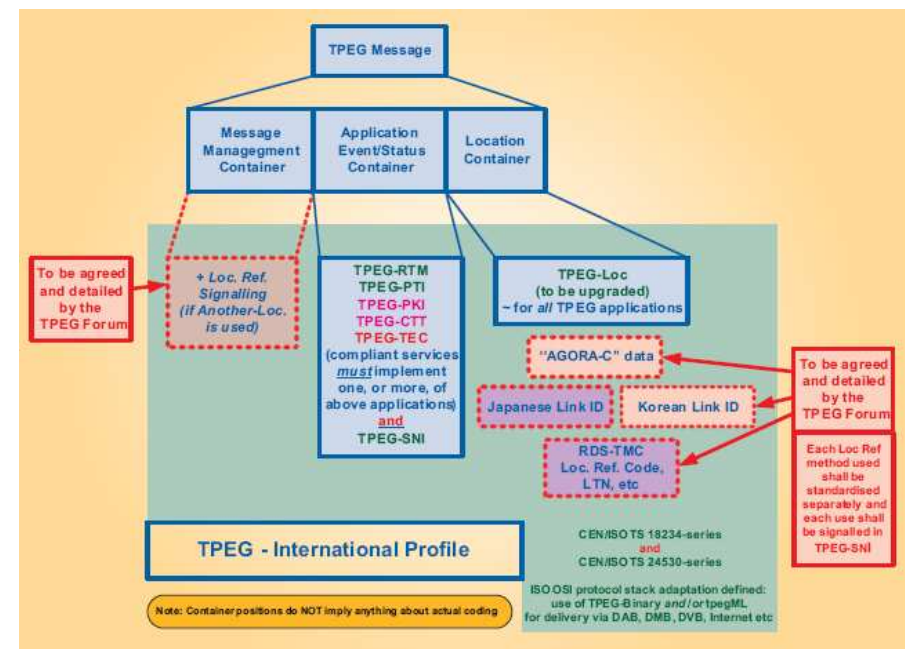 TPEG Message
Message
Managegment
Container
Application
Event/Status
Container
Location
Container
To be agreed
and detailed
by the
TPEG Forum
+ Loc. Ref.
Signalling
(if Another-Loc.
is used)
TPEG-RTM
TPEG-PTI
TPEG-PKI
TPEG-CTT
TPEG-TEC
(compliant services
must implement
one, or more, of
above applications)
and
TPEG-SNI
TPEG-Loc
(to be upgraded)
~ for all TPEG applications
"AGORA-C" data
Japanese Link ID
Korean Link ID
RDS-TMC
Loc. Ref. Code,
LTN, etc
To be agreed
and detailed
by the
TPEG Forum
Each Loc Ref
method used
shall be
standardised
separately and
each use shall
be signalled in
TPEG-SNI
TPEG - International Profile
CEN/ISO TS 18234-series
and
CEN/ISO TS 24530-series
ISO OSI protocol stack adaptation defined:
use of TPEG-Binary and / or tpegML
for delivery via DAB, DMB, DVB, Internet etc
Note: Container positions do NOT imply anything about actual coding